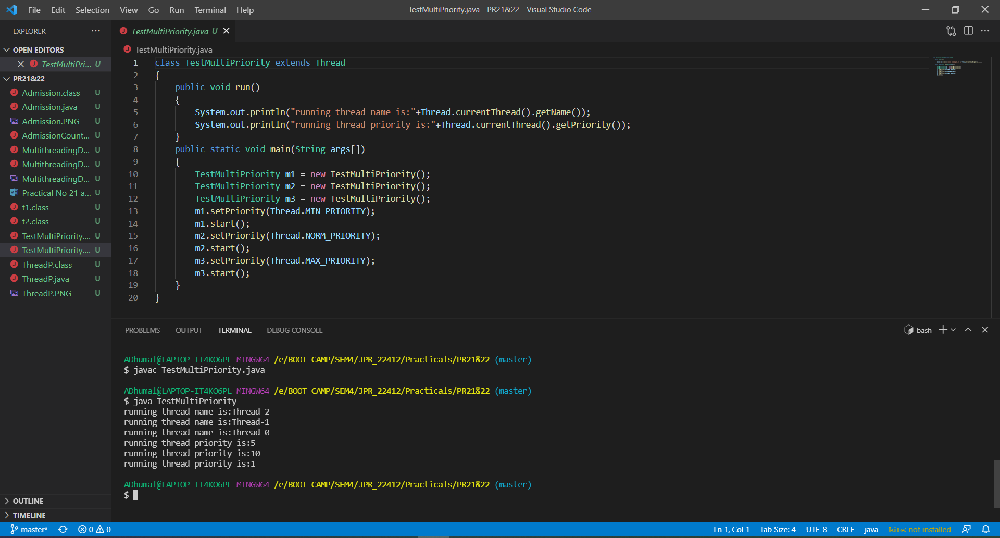 File Edit Selection View Go Run Terminal Help
TestMultiPriority.java - PR21&22 - Visual Studio Code
EXPLORER
OPEN EDITORS
TestMultiPri... U
PR21&22
Admission.class U
Admission.java U
Admission.PNG U
AdmissionCount... U
MultithreadingD... U
MultithreadingD... U
MultithreadingD... U
Practical No 21 a... U
t1.class U
t2.class U
TestMultiPriority.... U
TestMultiPriority.... U
ThreadP.class U
ThreadP.java U
ThreadP.PNG U
OUTLINE
TIMELINE
TestMultiPriority.java U
TestMultiPriority.java
1 class TestMultiPriority extends Thread
2 {
3     public void run()
4     {
5         System.out.println("running thread name is:"+Thread.currentThread().getName());
6         System.out.println("running thread priority is:"+Thread.currentThread().getPriority());
7     }
8     public static void main(String args[])
9     {
10         TestMultiPriority m1 = new TestMultiPriority();
11         TestMultiPriority m2 = new TestMultiPriority();
12         TestMultiPriority m3 = new TestMultiPriority();
13         m1.setPriority(Thread.MIN_PRIORITY);
14         m1.start();
15         m2.setPriority(Thread.NORM_PRIORITY);
16         m2.start();
17         m3.setPriority(Thread.MAX_PRIORITY);
18         m3.start();
19     }
20 }
PROBLEMS OUTPUT TERMINAL DEBUG CONSOLE
bash
ADhumal@LAPTOP-IT4KO6PL MINGW64 /e/BOOT CAMP/SEM4/JPR_22412/Practicals/PR21&22 (master)
$ javac TestMultiPriority.java
ADhumal@LAPTOP-IT4KO6PL MINGW64 /e/BOOT CAMP/SEM4/JPR_22412/Practicals/PR21&22 (master)
$ java TestMultiPriority
running thread name is:Thread-2
running thread name is:Thread-1
running thread name is:Thread-0
running thread priority is:5
running thread priority is:10
running thread priority is:1
ADhumal@LAPTOP-IT4KO6PL MINGW64 /e/BOOT CAMP/SEM4/JPR_22412/Practicals/PR21&22 (master)
$
master* 0 0
Ln 1, Col 1 Tab Size: 4 UTF-8 CRLF java kite: not installed